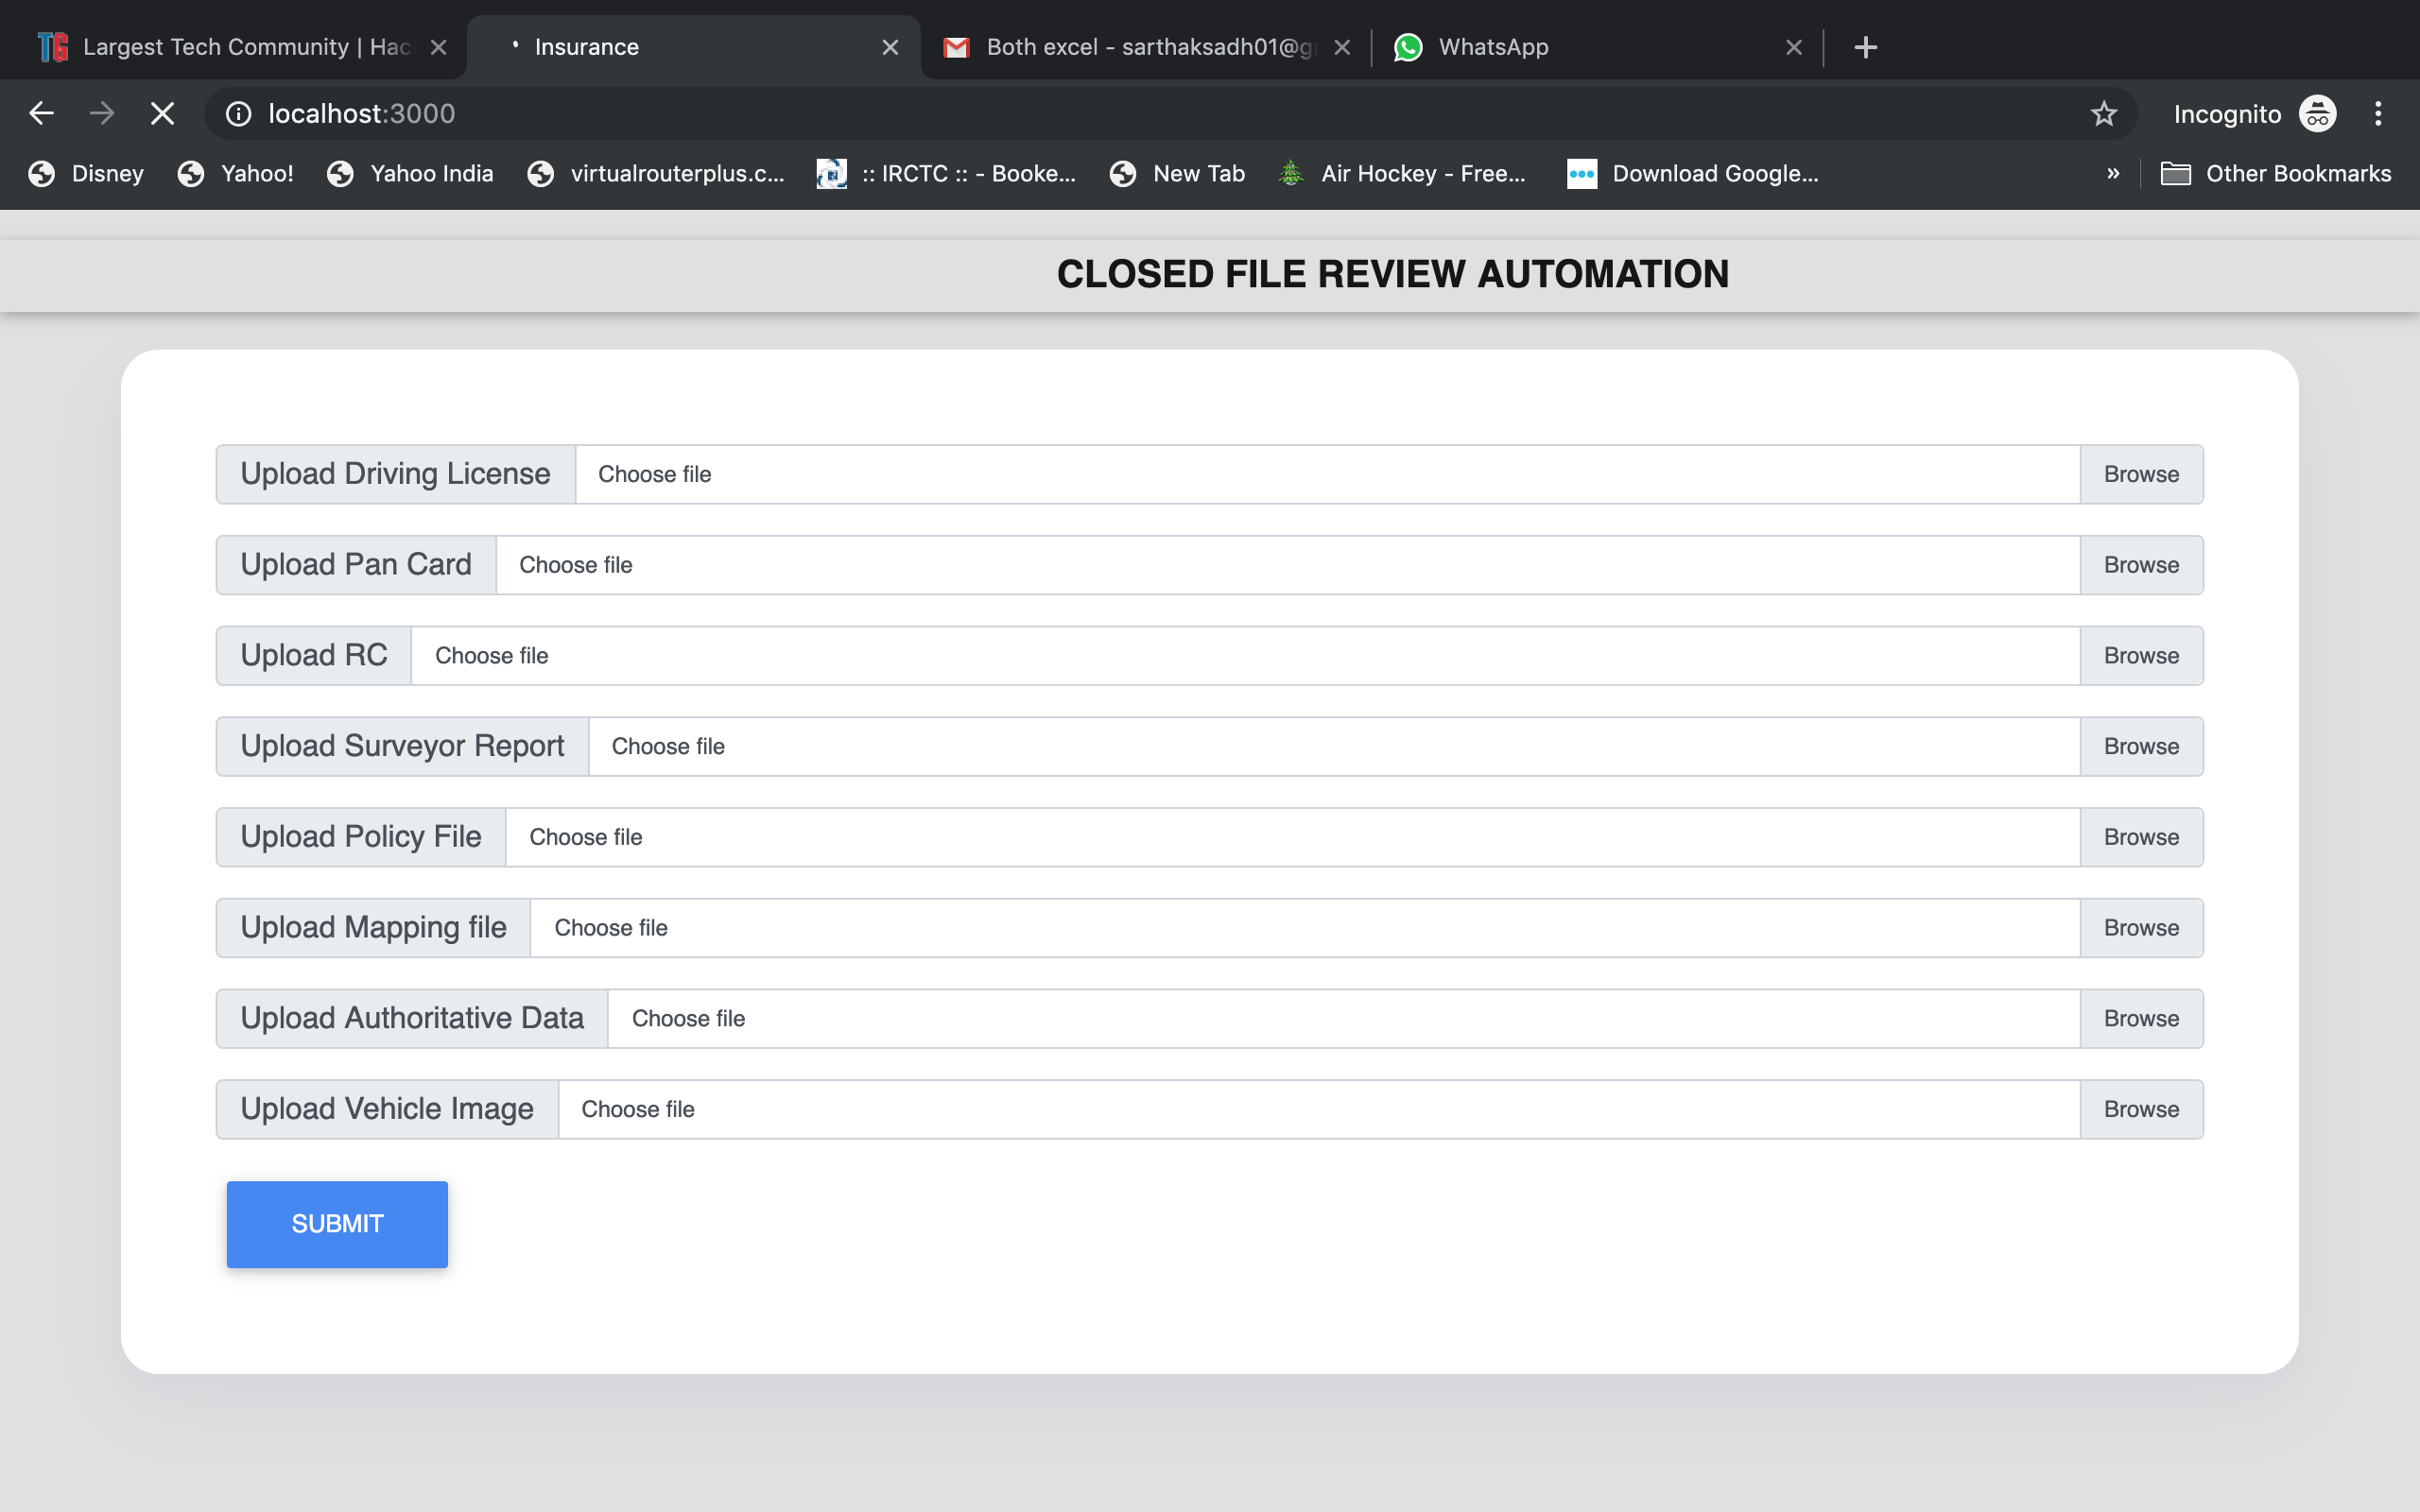 Largest Tech Community | Hac
Insurance
Both excel - sarthaksadh01@g
WhatsApp
localhost:3000
Incognito
Disney
Yahoo!
Yahoo India
virtualrouterplus.c...
:: IRCTC :: - Booke...
New Tab
Air Hockey - Free...
Download Google...
»
Other Bookmarks
CLOSED FILE REVIEW AUTOMATION
Upload Driving License Choose file Browse
Upload Pan Card Choose file Browse
Upload RC Choose file Browse
Upload Surveyor Report Choose file Browse
Upload Policy File Choose file Browse
Upload Mapping file Choose file Browse
Upload Authoritative Data Choose file Browse
Upload Vehicle Image Choose file Browse
SUBMIT